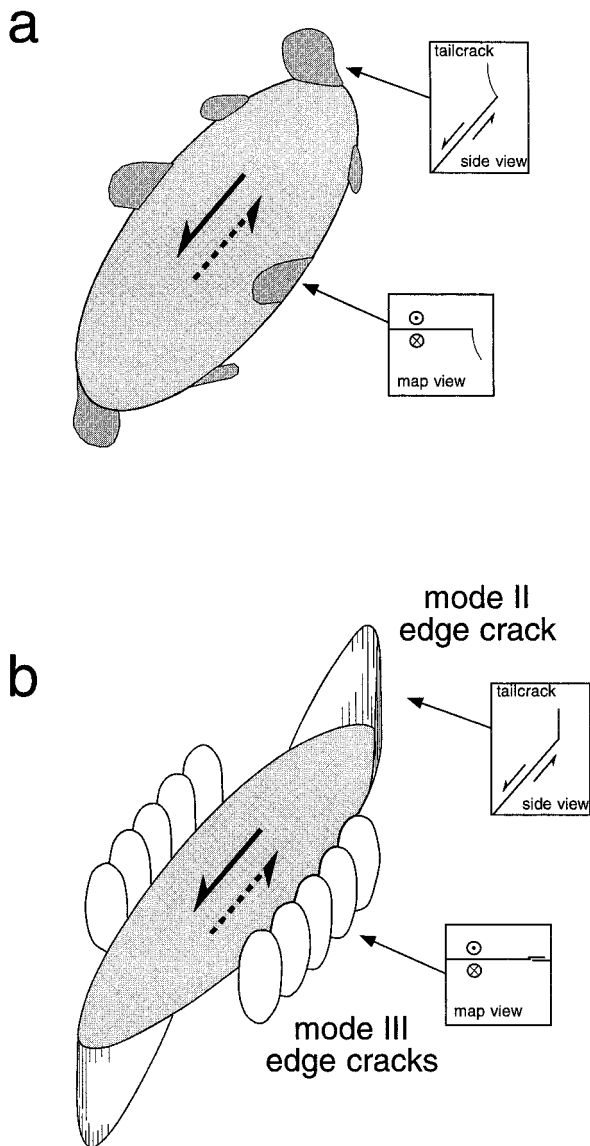 a
tailcrack
side view
map view
mode II
edge crack
b
tailcrack
side view
map view
mode III
edge cracks